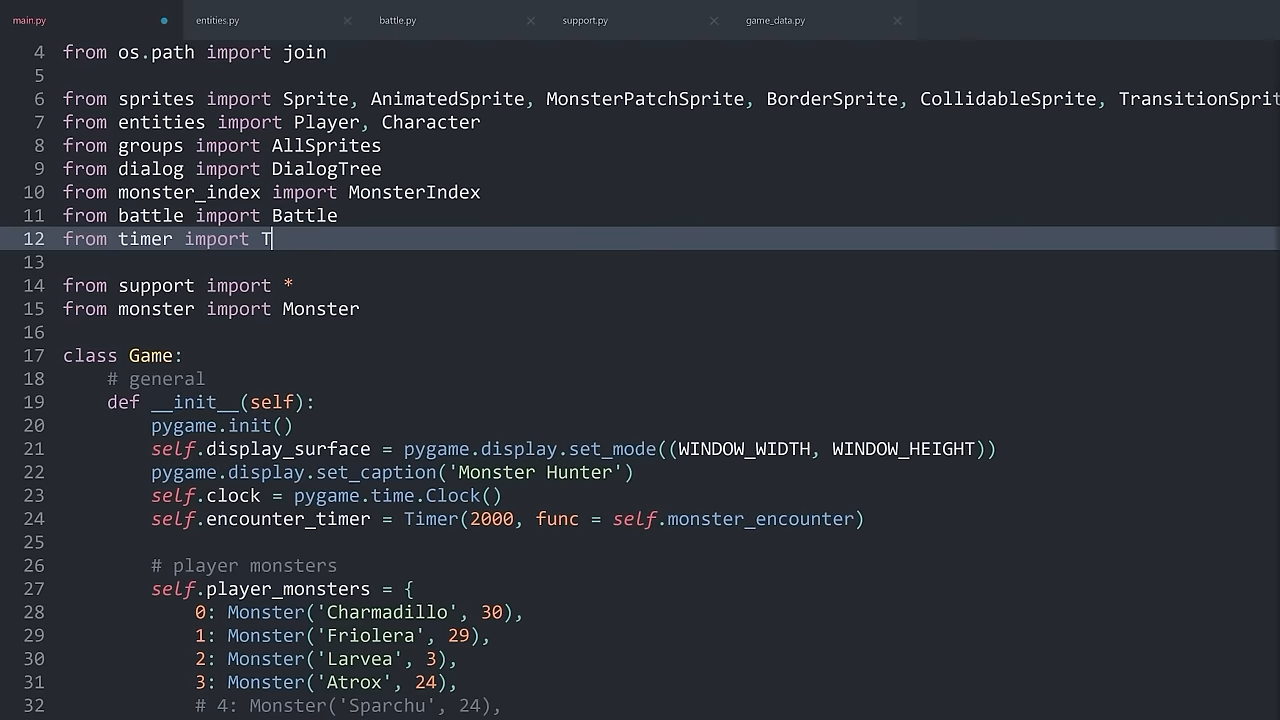 main.py
entities.py
battle.py
support.py
game_data.py
4 from os.path import join
5
6 from sprites import Sprite, AnimatedSprite, MonsterPatchSprite, BorderSprite, CollidableSprite, TransitionSprit
7 from entities import Player, Character
8 from groups import AllSprites
9 from dialog import DialogTree
10 from monster_index import MonsterIndex
11 from battle import Battle
12 from timer import T
13
14 from support import *
15 from monster import Monster
16
17 class Game:
18     # general
19     def __init__(self):
20         pygame.init()
21         self.display_surface = pygame.display.set_mode((WINDOW_WIDTH, WINDOW_HEIGHT))
22         pygame.display.set_caption('Monster Hunter')
23         self.clock = pygame.time.Clock()
24         self.encounter_timer = Timer(2000, func = self.monster_encounter)
25
26         # player monsters
27         self.player_monsters = {
28             0: Monster('Charmadillo', 30),
29             1: Monster('Friolera', 29),
30             2: Monster('Larvea', 3),
31             3: Monster('Atrox', 24),
32             # 4: Monster('Sparchu', 24),